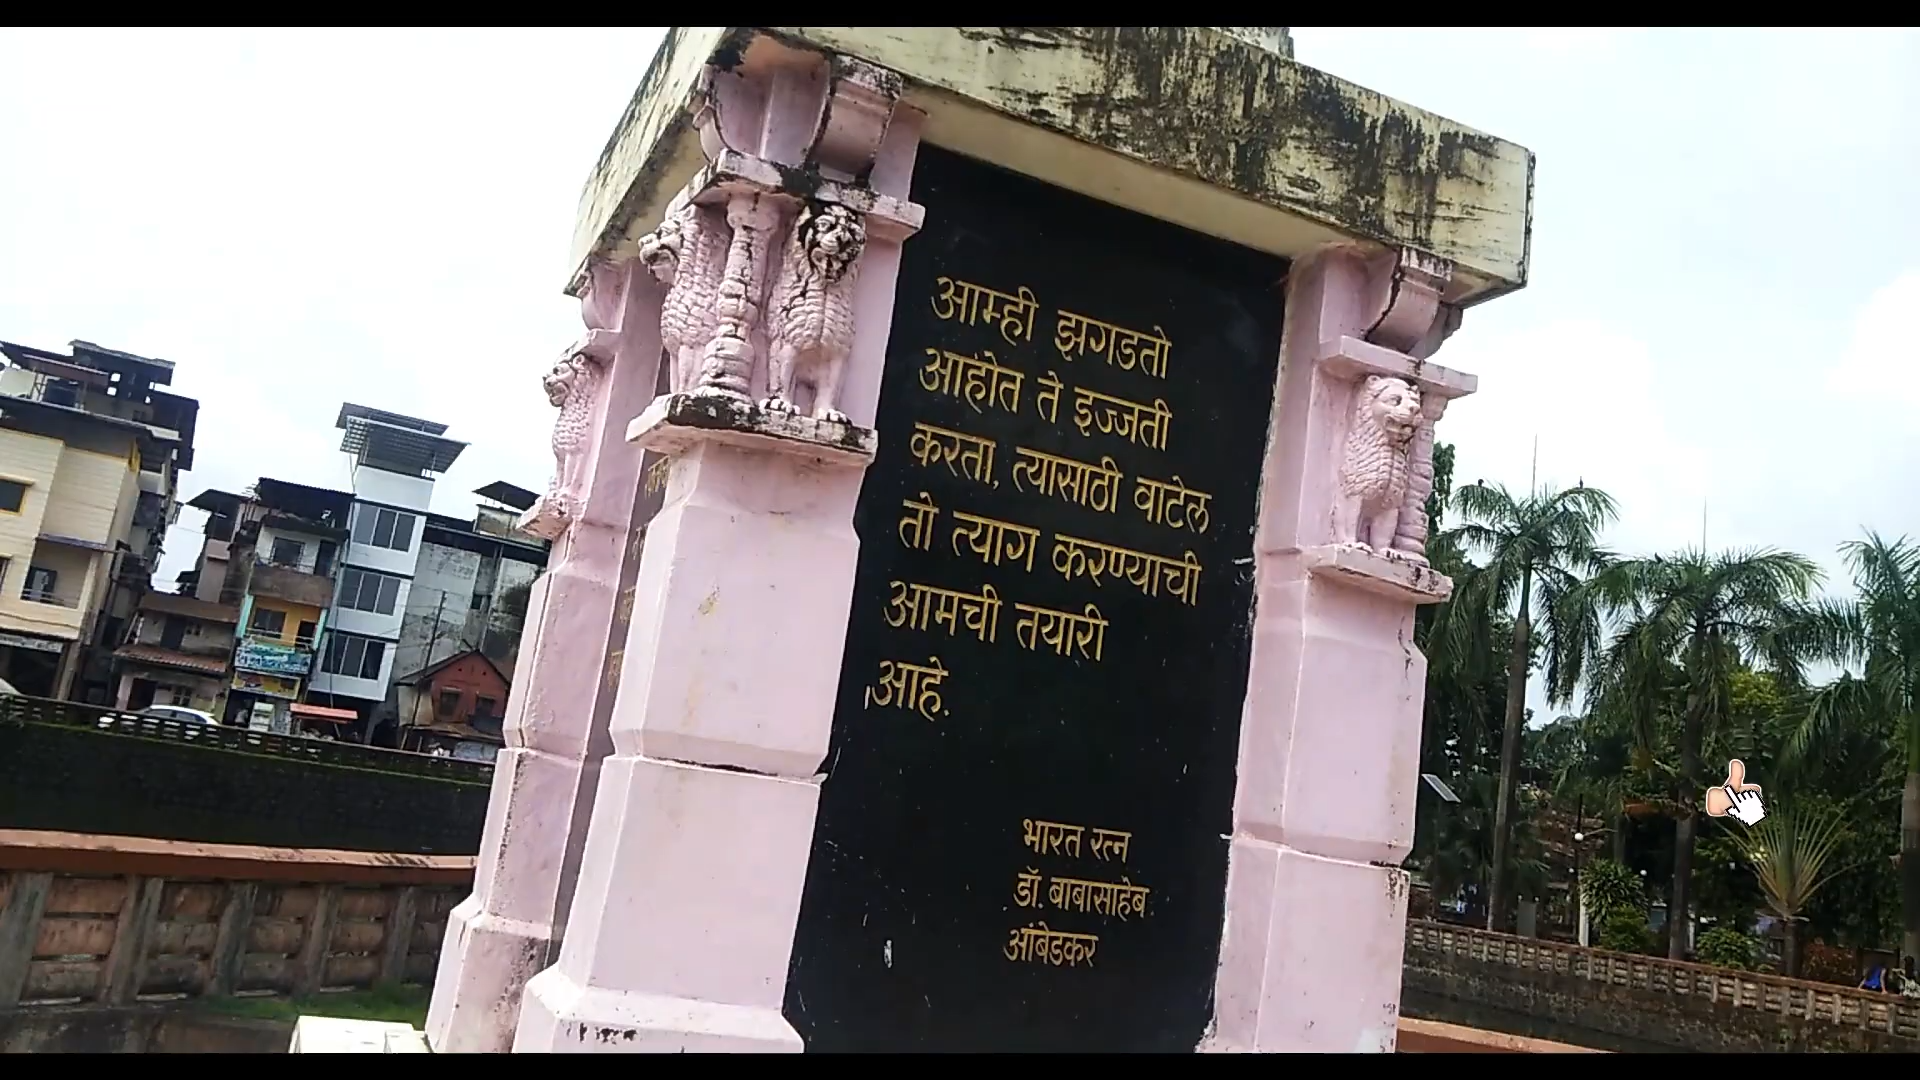 आम्ही झगडतो
आहोत ते इज्जती
करता, त्यासाठी वाटेल
तो त्याग करण्याची
आमची तयारी
आहे.
भारत रत्न
डॉ. बाबासाहेब
आंबेडकर